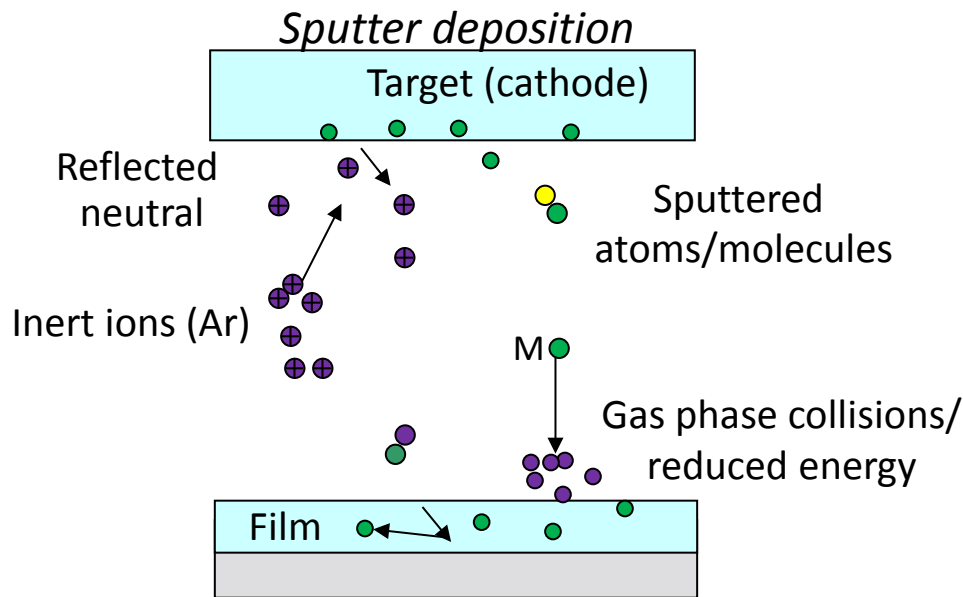 Sputter deposition
Target (cathode)
Reflected
neutral
Sputtered
atoms/molecules
Inert ions (Ar)
M
Gas phase collisions/
reduced energy
Film